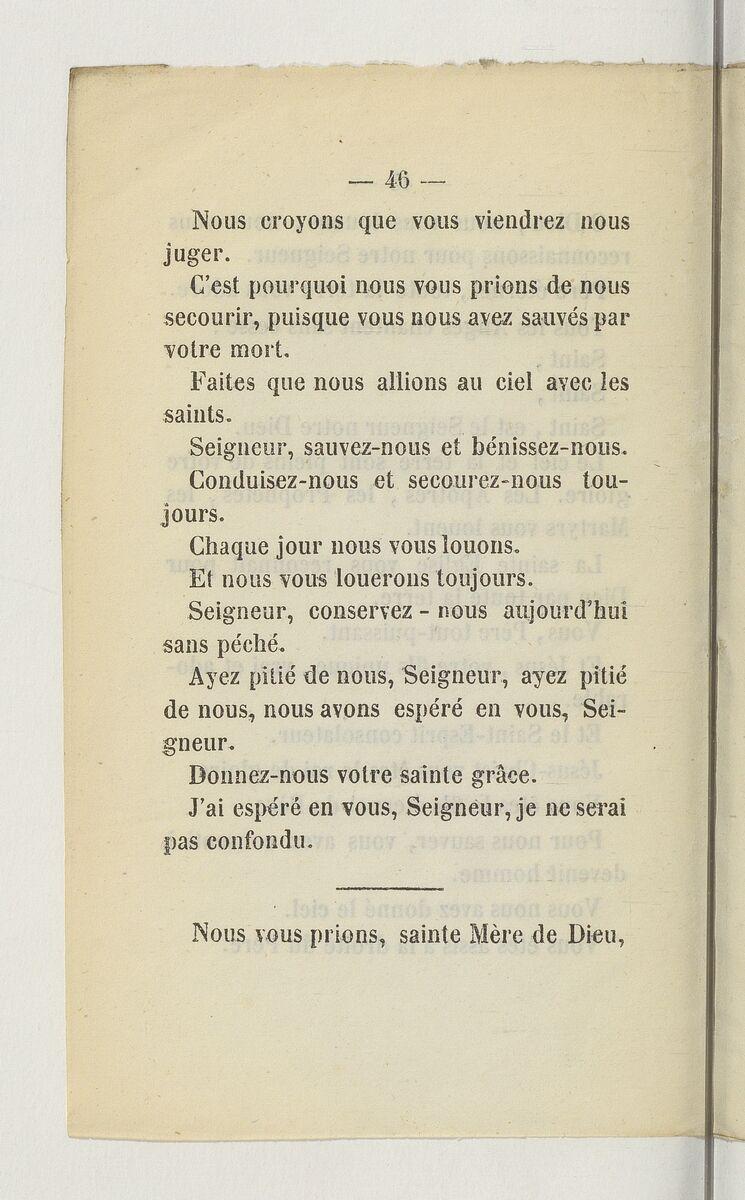 — 46 —
Nous croyons que vous viendrez nous
juger.
C'est pourquoi nous vous prions de nous
secourir, puisque vous nous avez sauvés par
votre mort.
Faites que nous allions au ciel avec les
saints.
Seigneur, sauvez-nous et bénissez-nous.
Conduisez-nous et secourez-nous tou-
jours.
Chaque jour nous vous louons.
Et nous vous louerons toujours.
Seigneur, conservez - nous aujourd'hui
sans péché.
Ayez pitié de nous, Seigneur, ayez pitié
de nous, nous avons espéré en vous, Sei-
gneur.
Donnez-nous votre sainte grâce.
J'ai espéré en vous, Seigneur, je ne serai
pas confondu.
Nous vous prions, sainte Mère de Dieu,